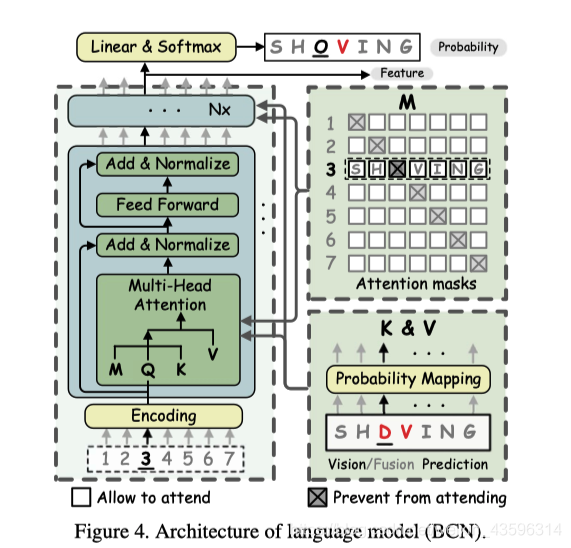 Linear & Softmax
S H O V I N G
Probability
Feature
Nx
Add & Normalize
Feed Forward
Add & Normalize
Multi-Head
Attention
M Q K V
Encoding
1 2 3 4 5 6 7
M
1
2
3 S H V I N G
4
5
6
7
Attention masks
K & V
Probability Mapping
S H D V I N G
Vision/Fusion Prediction
Allow to attend
Prevent from attending
Figure 4. Architecture of language model (BCN).
43596314